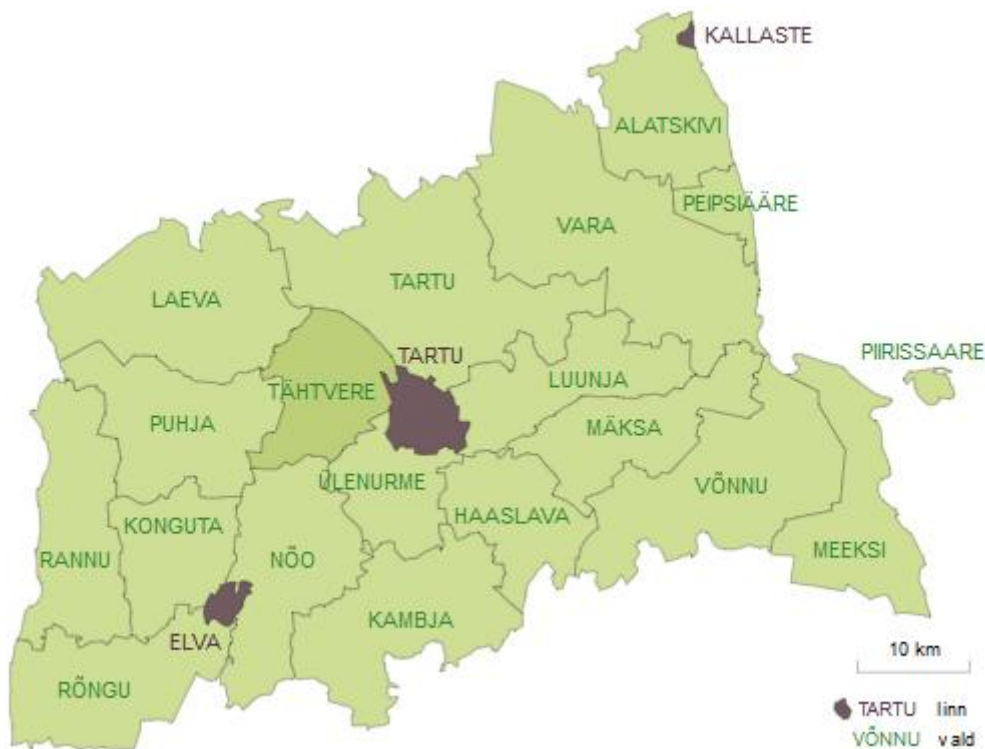 KALLASTE
ALATSKIVI
PEIPSIÄÄRE
VARA
TARTU
LAEVA
PIIRISSAARE
TARTU
LUUNJA
TÄHTVERE
PUHJA
MÄKSA
ÜLENURME
VÕNNU
HAASLAVA
KONGUTA
RANNU
NÕO
MEEKSI
KAMBJA
ELVA
10 km
RÕNGU
TARTU linn
VÕNNU vald